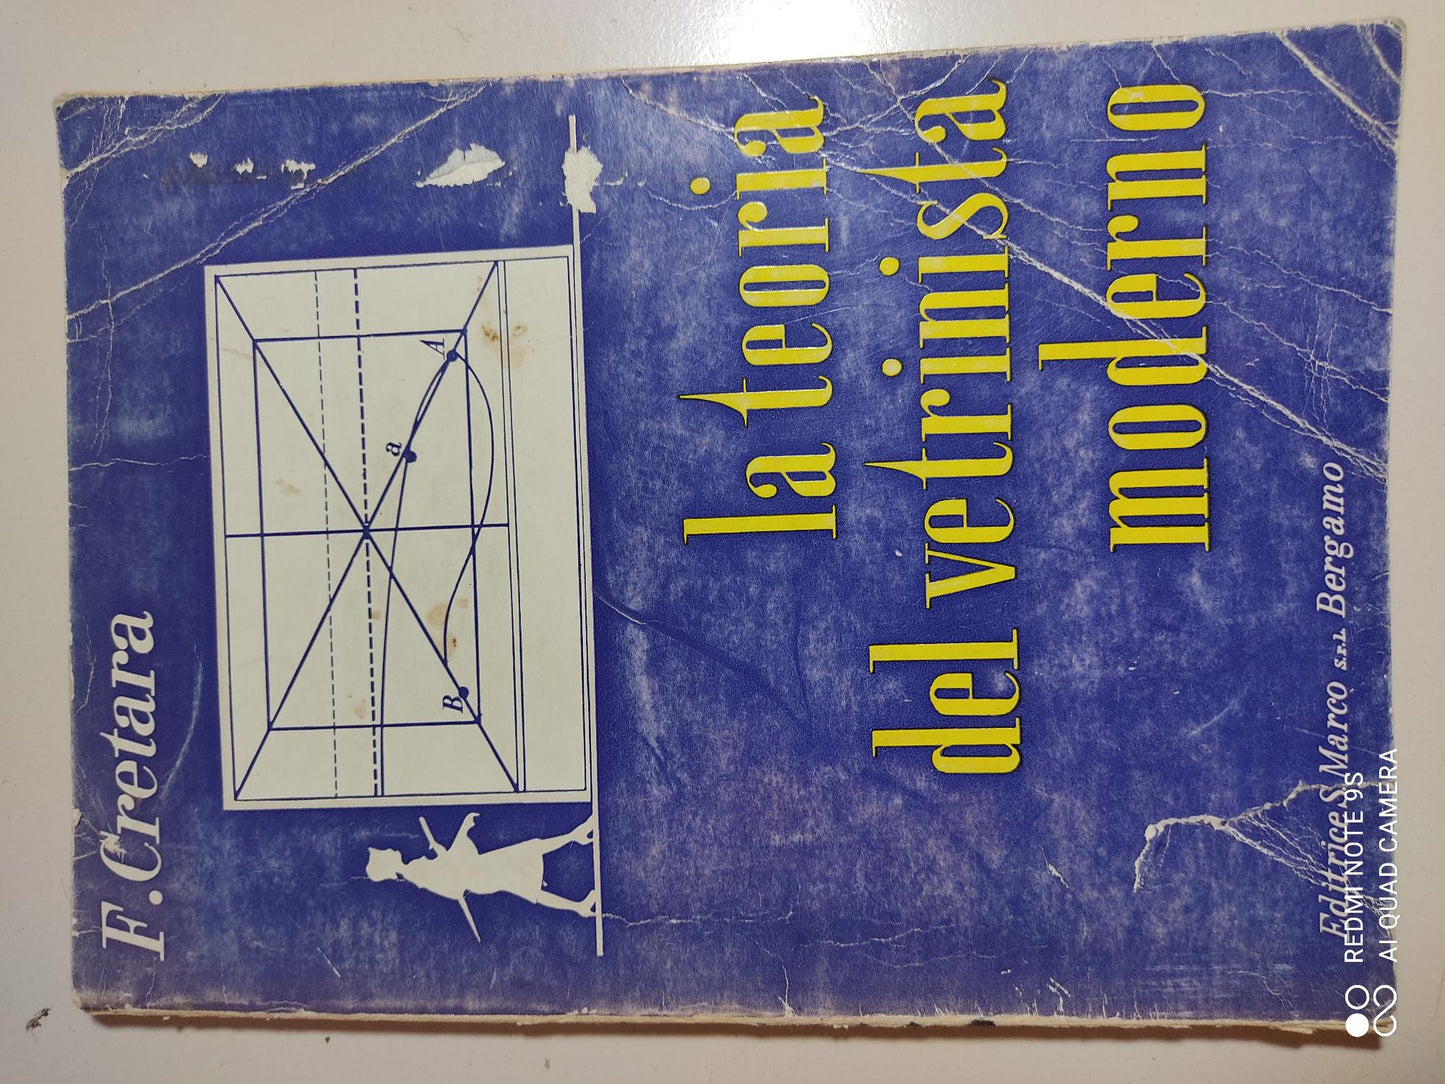 F. Cretara
A
a
B
la teoria
del vetrinista
moderno
Editrice S. Marco s.r.l. Bergamo
REDMI NOTE 9S
AI QUAD CAMERA